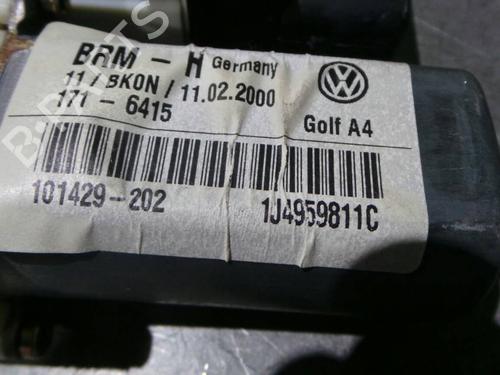 BRM - H Germany
11 / BKON / 11.02.2000
171 - 6415
Golf A4
101429-202
1J4959811C
B-PARTS